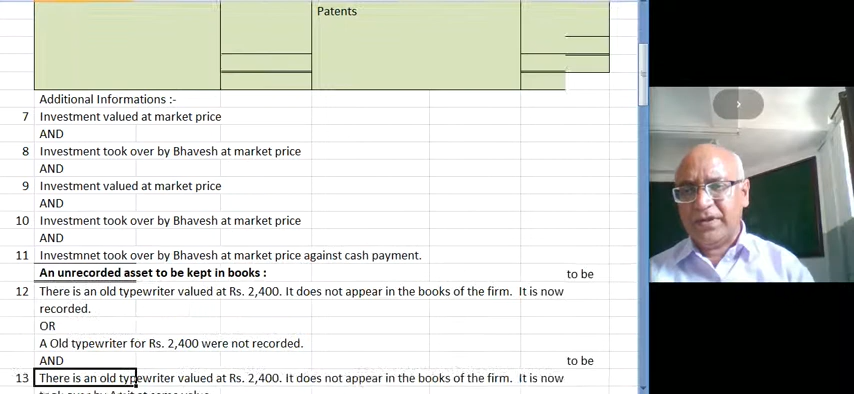 Patents
Additional Informations :-
7 Investment valued at market price
AND
8 Investment took over by Bhavesh at market price
AND
9 Investment valued at market price
AND
10 Investment took over by Bhavesh at market price
AND
11 Investmnet took over by Bhavesh at market price against cash payment.
An unrecorded asset to be kept in books : to be
12 There is an old typewriter valued at Rs. 2,400. It does not appear in the books of the firm. It is now
recorded.
OR
A Old typewriter for Rs. 2,400 were not recorded.
AND to be
13 There is an old typewriter valued at Rs. 2,400. It does not appear in the books of the firm. It is now